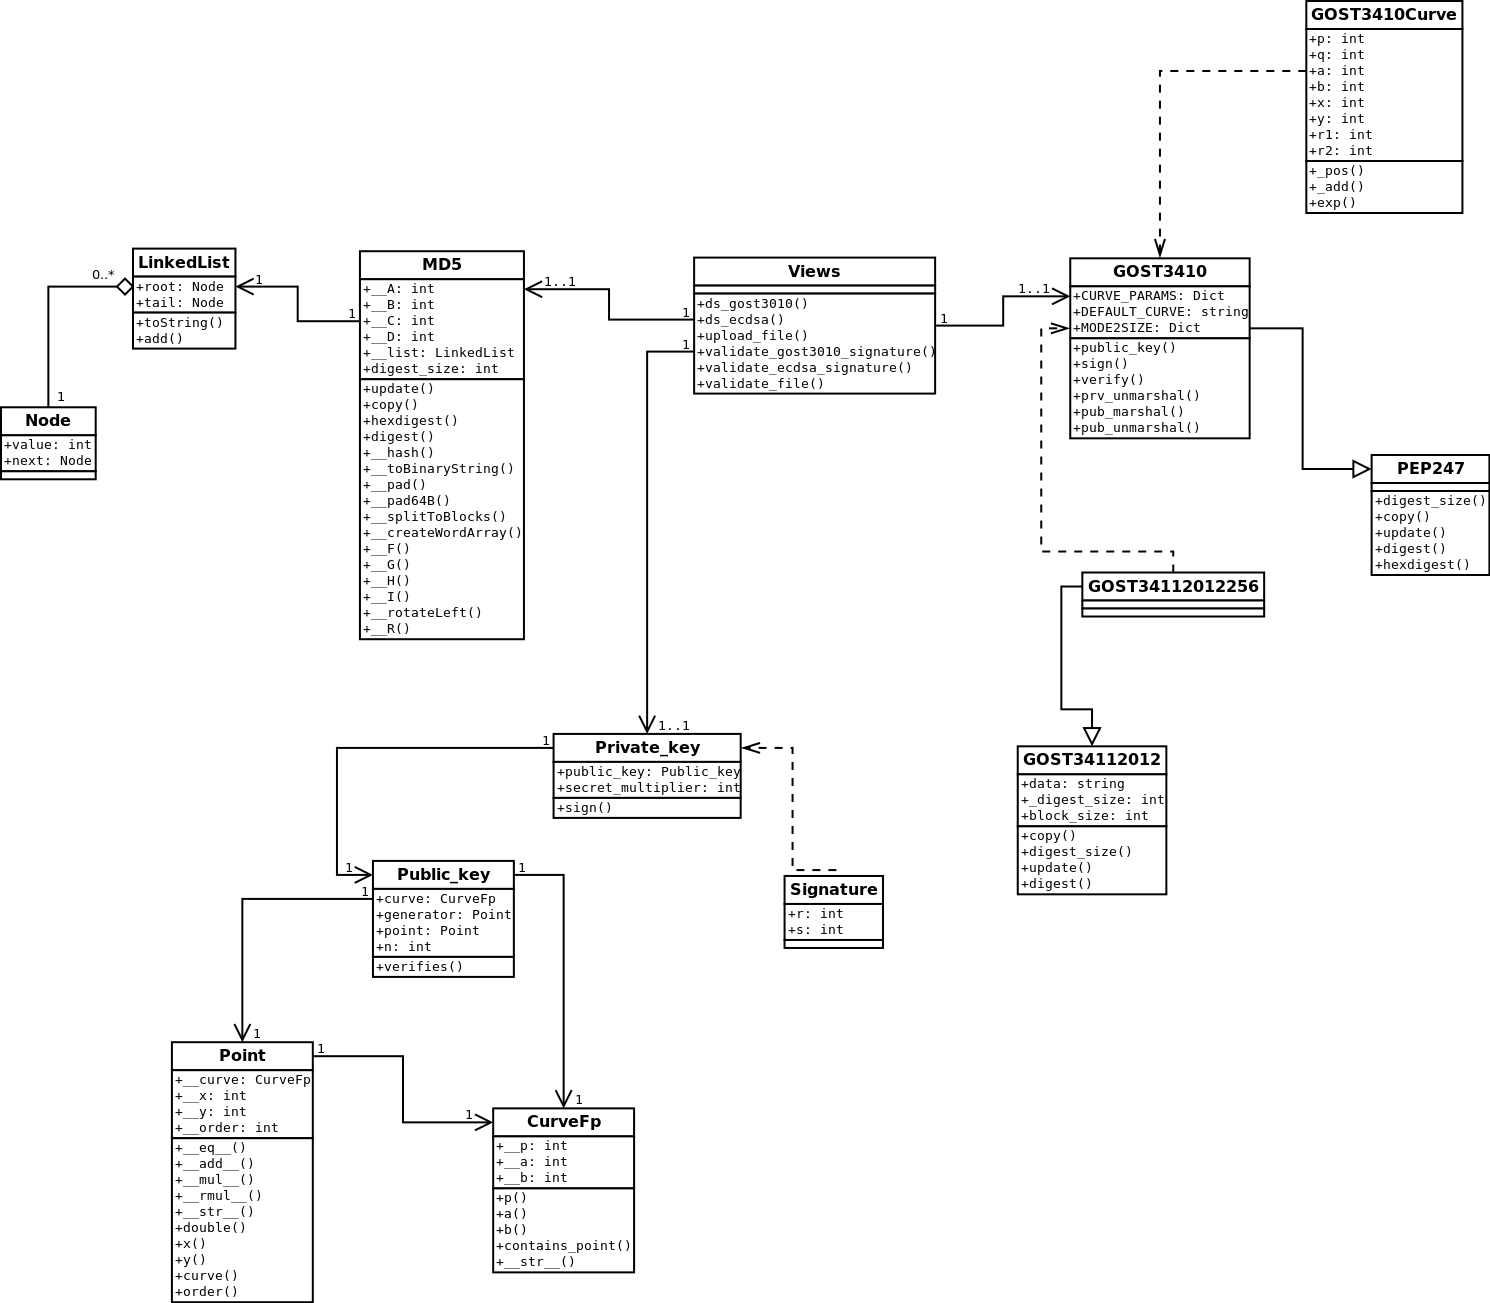 GOST3410Curve
+p: int
+q: int
+a: int
+b: int
+x: int
+y: int
+r1: int
+r2: int
+_pos()
+_add()
+exp()
LinkedList
+root: Node
+tail: Node
+toString()
+add()
0..*
1
1
1
Node
+value: int
+next: Node
MD5
+__A: int
+__B: int
+__C: int
+__D: int
+__list: LinkedList
+digest_size: int
+update()
+copy()
+hexdigest()
+digest()
+__hash()
+__toBinaryString()
+__pad()
+__pad64B()
+__splitToBlocks()
+__createWordArray()
+__F()
+__G()
+__H()
+__I()
+__rotateLeft()
+__R()
1..1
1
1
Views
+ds_gost3010()
+ds_ecdsa()
+upload_file()
+validate_gost3010_signature()
+validate_ecdsa_signature()
+validate_file()
1
1..1
GOST3410
+CURVE_PARAMS: Dict
+DEFAULT_CURVE: string
+MODE2SIZE: Dict
+public_key()
+sign()
+verify()
+prv_unmarshal()
+pub_marshal()
+pub_unmarshal()
PEP247
+digest_size()
+copy()
+update()
+digest()
+hexdigest()
GOST34112012256
GOST34112012
+data: string
+_digest_size: int
+block_size: int
+copy()
+digest_size()
+update()
+digest()
1..1
1
Private_key
+public_key: Public_key
+secret_multiplier: int
+sign()
Signature
+r: int
+s: int
1
1
1
Public_key
+curve: CurveFp
+generator: Point
+point: Point
+n: int
+verifies()
1
1
Point
+__curve: CurveFp
+__x: int
+__y: int
+__order: int
+__eq__()
+__add__()
+__mul__()
+__rmul__()
+__str__()
+double()
+x()
+y()
+curve()
+order()
1
1
CurveFp
+__p: int
+__a: int
+__b: int
+p()
+a()
+b()
+contains_point()
+__str__()